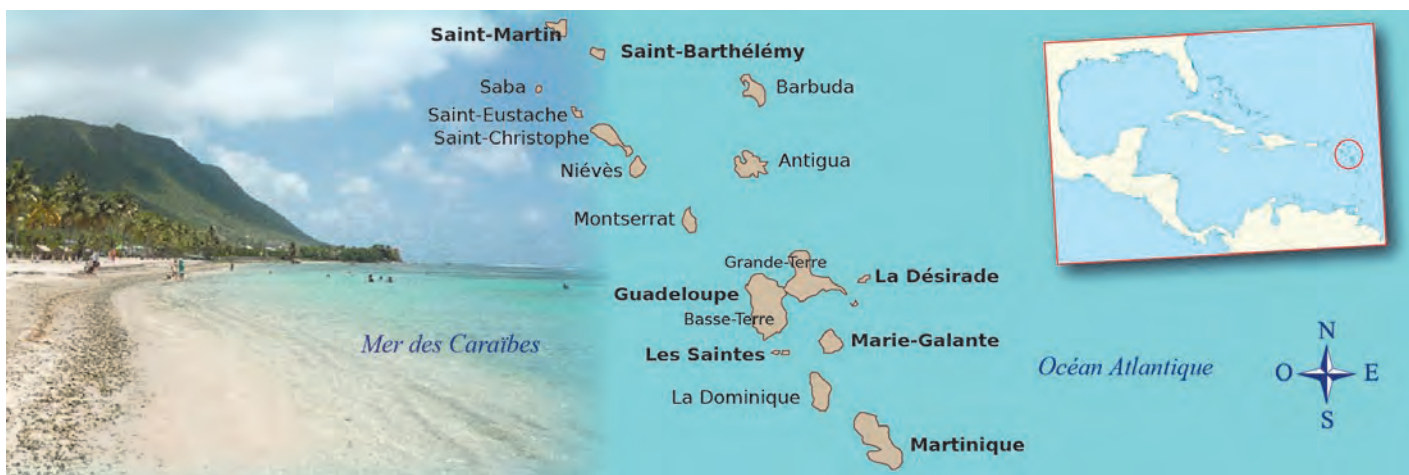 Saint-Martin
Saint-Barthélémy
Saba
Barbuda
Saint-Eustache
Saint-Christophe
Niévès
Antigua
Montserrat
Grande-Terre
La Désirade
Guadeloupe
Basse-Terre
Mer des Caraïbes
Marie-Galante
Les Saintes
Océan Atlantique
La Dominique
Martinique
N
O E
S